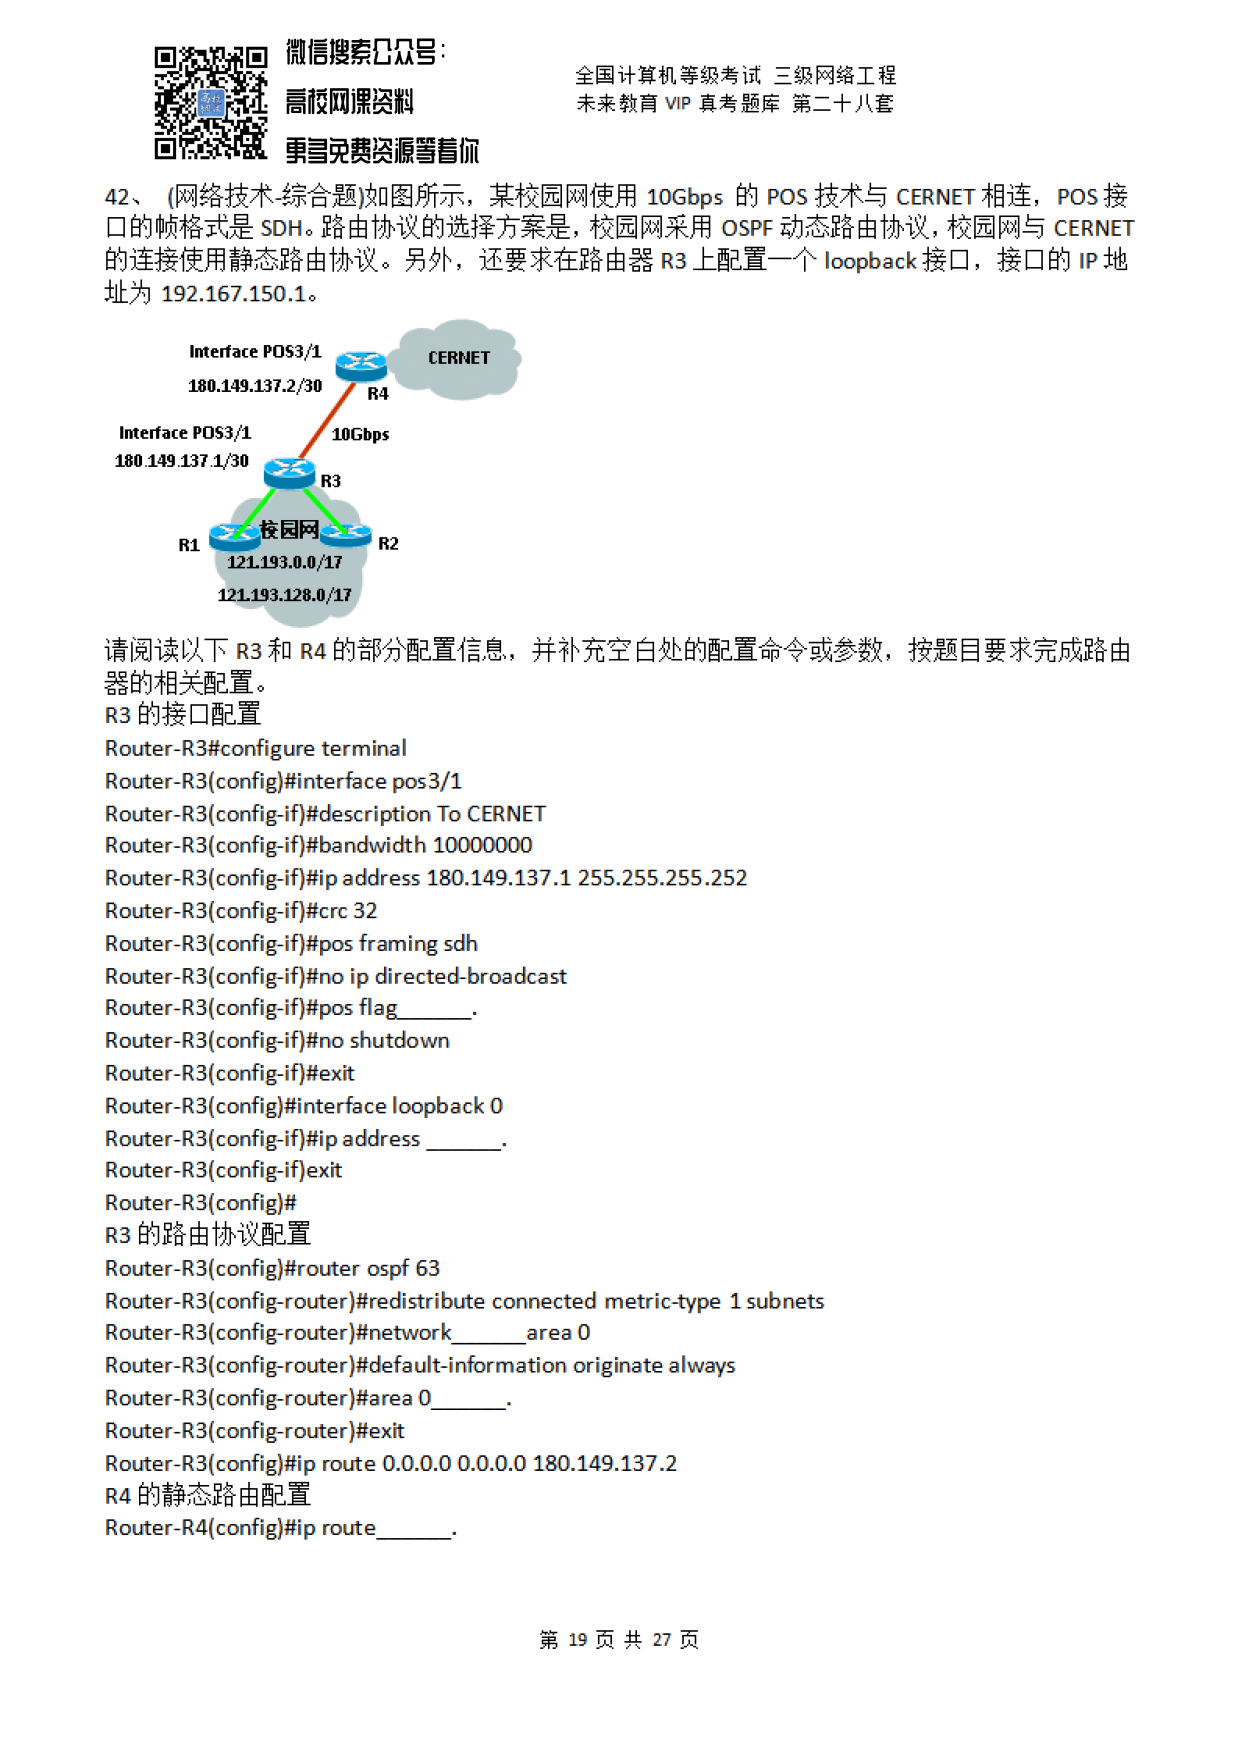 微信搜索公众号：
高校网课资料
更多免费资源等着你
全国计算机等级考试 三级网络工程
未来教育 VIP 真考题库 第二十八套
42、 (网络技术-综合题)如图所示，某校园网使用 10Gbps 的 POS 技术与 CERNET 相连，POS 接
口的帧格式是 SDH。路由协议的选择方案是，校园网采用 OSPF 动态路由协议，校园网与 CERNET
的连接使用静态路由协议。另外，还要求在路由器 R3 上配置一个 loopback 接口，接口的 IP 地
址为 192.167.150.1。
Interface POS3/1
CERNET
180.149.137.2/30
R4
Interface POS3/1
10Gbps
180.149.137.1/30
R3
校园网
R1
R2
121.193.0.0/17
121.193.128.0/17
请阅读以下 R3 和 R4 的部分配置信息，并补充空白处的配置命令或参数，按题目要求完成路由
器的相关配置。
R3 的接口配置
Router-R3#configure terminal
Router-R3(config)#interface pos3/1
Router-R3(config-if)#description To CERNET
Router-R3(config-if)#bandwidth 10000000
Router-R3(config-if)#ip address 180.149.137.1 255.255.255.252
Router-R3(config-if)#crc 32
Router-R3(config-if)#pos framing sdh
Router-R3(config-if)#no ip directed-broadcast
Router-R3(config-if)#pos flag______.
Router-R3(config-if)#no shutdown
Router-R3(config-if)#exit
Router-R3(config)#interface loopback 0
Router-R3(config-if)#ip address ______.
Router-R3(config-if)exit
Router-R3(config)#
R3 的路由协议配置
Router-R3(config)#router ospf 63
Router-R3(config-router)#redistribute connected metric-type 1 subnets
Router-R3(config-router)#network______area 0
Router-R3(config-router)#default-information originate always
Router-R3(config-router)#area 0______.
Router-R3(config-router)#exit
Router-R3(config)#ip route 0.0.0.0 0.0.0.0 180.149.137.2
R4 的静态路由配置
Router-R4(config)#ip route______.
第 19 页 共 27 页